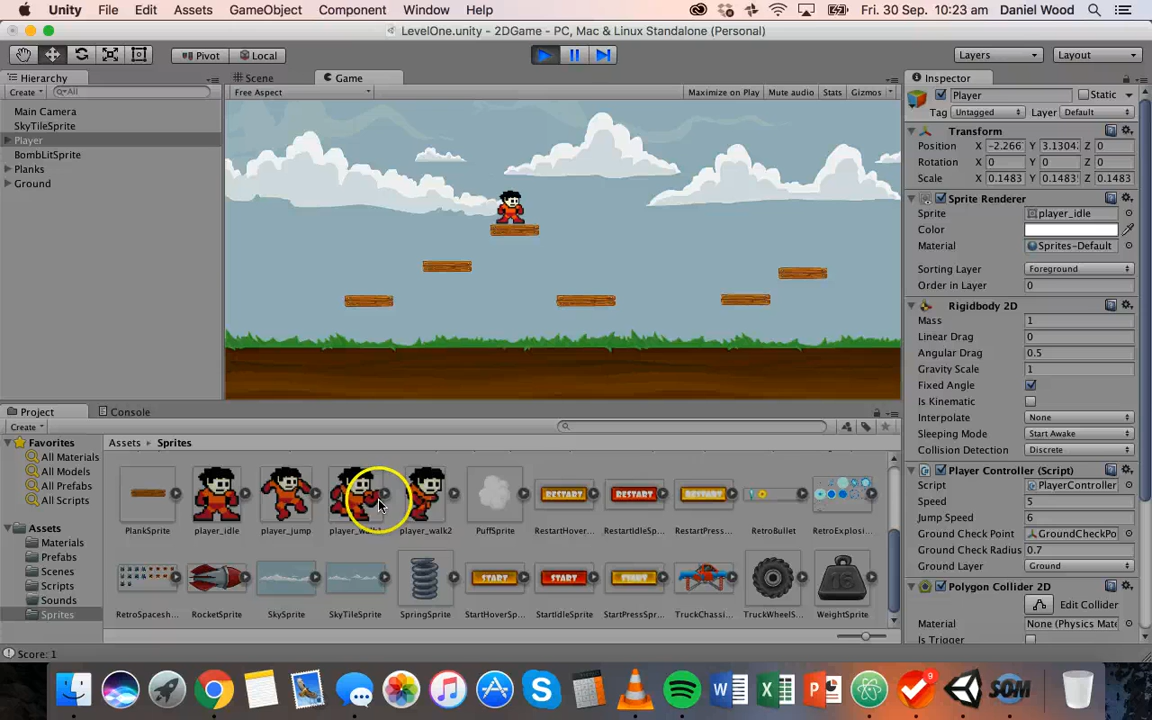 Unity File Edit Assets GameObject Component Window Help Fri. 30 Sep. 10:23 am Daniel Wood
LevelOne.unity - 2DGame - PC, Mac & Linux Standalone (Personal)
Pivot Local Layers Layout
Hierarchy Scene Game Inspector
Create All Free Aspect Maximize on Play Mute audio Stats Gizmos
Main Camera
SkyTileSprite
Player
BombLitSprite
Planks
Ground
Player Static
Tag Untagged Layer Default
Transform
Position X -2.266 Y 3.1304 Z 0
Rotation X 0 Y 0 Z 0
Scale X 0.1483 Y 0.1483 Z 0.1483
Sprite Renderer
Sprite player_idle
Color
Material Sprites-Default
Sorting Layer Foreground
Order in Layer 0
Rigidbody 2D
Mass 1
Linear Drag 0
Angular Drag 0.5
Gravity Scale 1
Fixed Angle
Is Kinematic
Interpolate None
Sleeping Mode Start Awake
Collision Detection Discrete
Player Controller (Script)
Script PlayerController
Speed 5
Jump Speed 6
Ground Check Point GroundCheckPo
Ground Check Radius 0.7
Ground Layer Ground
Polygon Collider 2D
Edit Collider
Material None (Physics Mate
Is Trigger
Project Console
Create
Favorites
All Materials
All Models
All Prefabs
All Scripts
Assets
Materials
Prefabs
Scenes
Scripts
Sounds
Sprites
Assets Sprites
RESTART RESTART RESTART
PlankSprite player_idle player_jump player_walk1 player_walk2 PuffSprite RestartHover... RestartIdleSp... RestartPress... RetroBullet RetroExplosi...
START START START 16
RetroSpacesh... RocketSprite SkySprite SkyTileSprite SpringSprite StartHoverSp... StartIdleSprite StartPressSpr... TruckChassi... TruckWheelS... WeightSprite
Score: 1
9
SOM